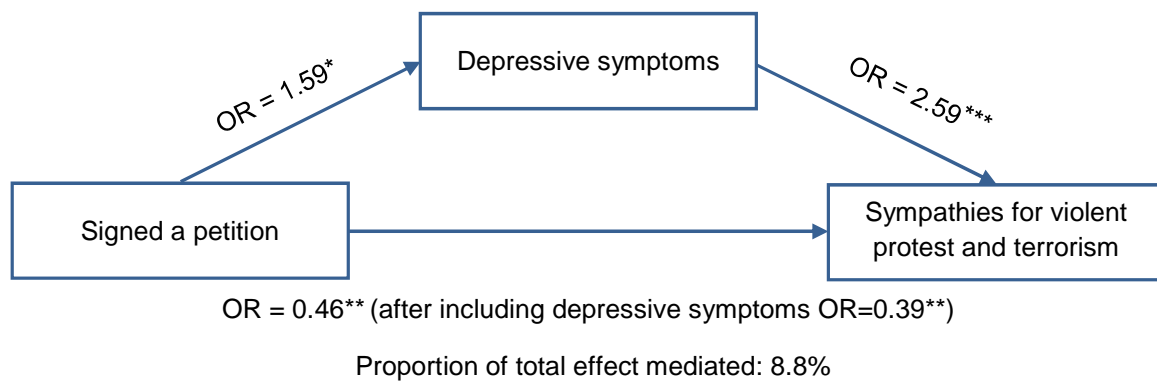 Depressive symptoms
OR = 1.59*
OR = 2.59***
Signed a petition
Sympathies for violent
protest and terrorism
OR = 0.46** (after including depressive symptoms OR=0.39**)
Proportion of total effect mediated: 8.8%